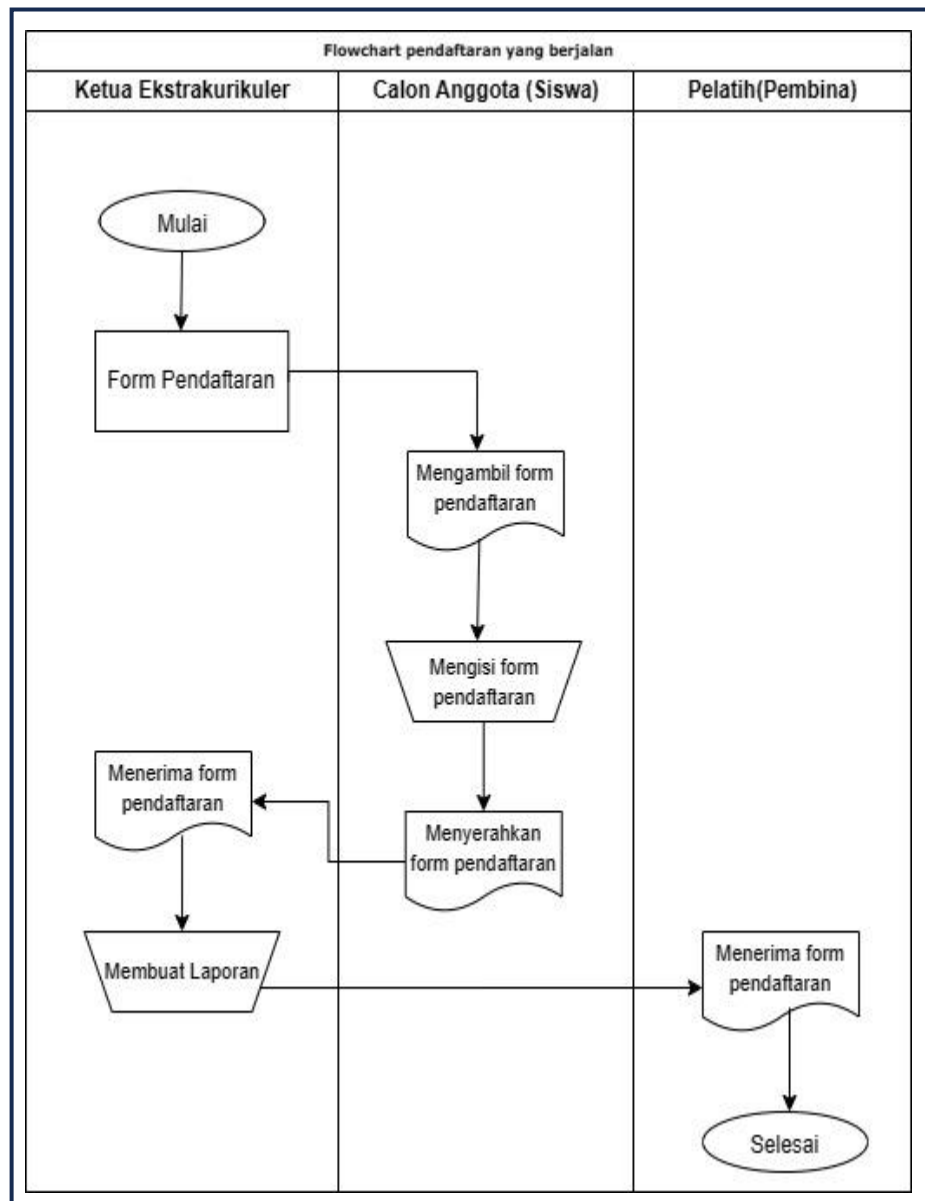 Flowchart pendaftaran yang berjalan
Ketua Ekstrakurikuler
Calon Anggota (Siswa)
Pelatih(Pembina)
Mulai
Form Pendaftaran
Mengambil form
pendaftaran
Mengisi form
pendaftaran
Menyerahkan
form pendaftaran
Menerima form
pendaftaran
Membuat Laporan
Menerima form
pendaftaran
Selesai